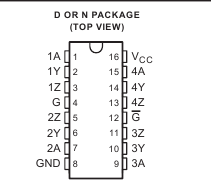 D OR N PACKAGE
(TOP VIEW)
1A 1 16 VCC
1Y 2 15 4A
1Z 3 14 4Y
G 4 13 4Z
2Z 5 12 G̅
2Y 6 11 3Z
2A 7 10 3Y
GND 8 9 3A